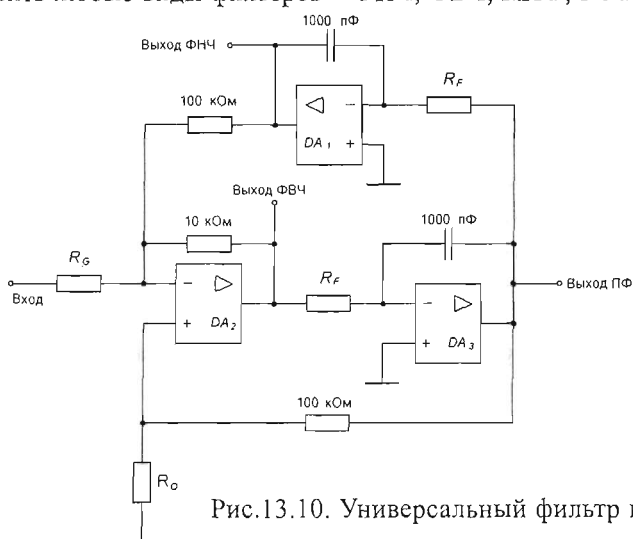 1000 пФ
Выход ФНЧ
R_F
100 кОм
−
DA₁
+
Выход ФВЧ
10 кОм
1000 пФ
R_G
R_F
Вход
−
DA₂
+
−
DA₃
+
Выход ПФ
100 кОм
R_Q
Рис.13.10. Универсальный фильтр